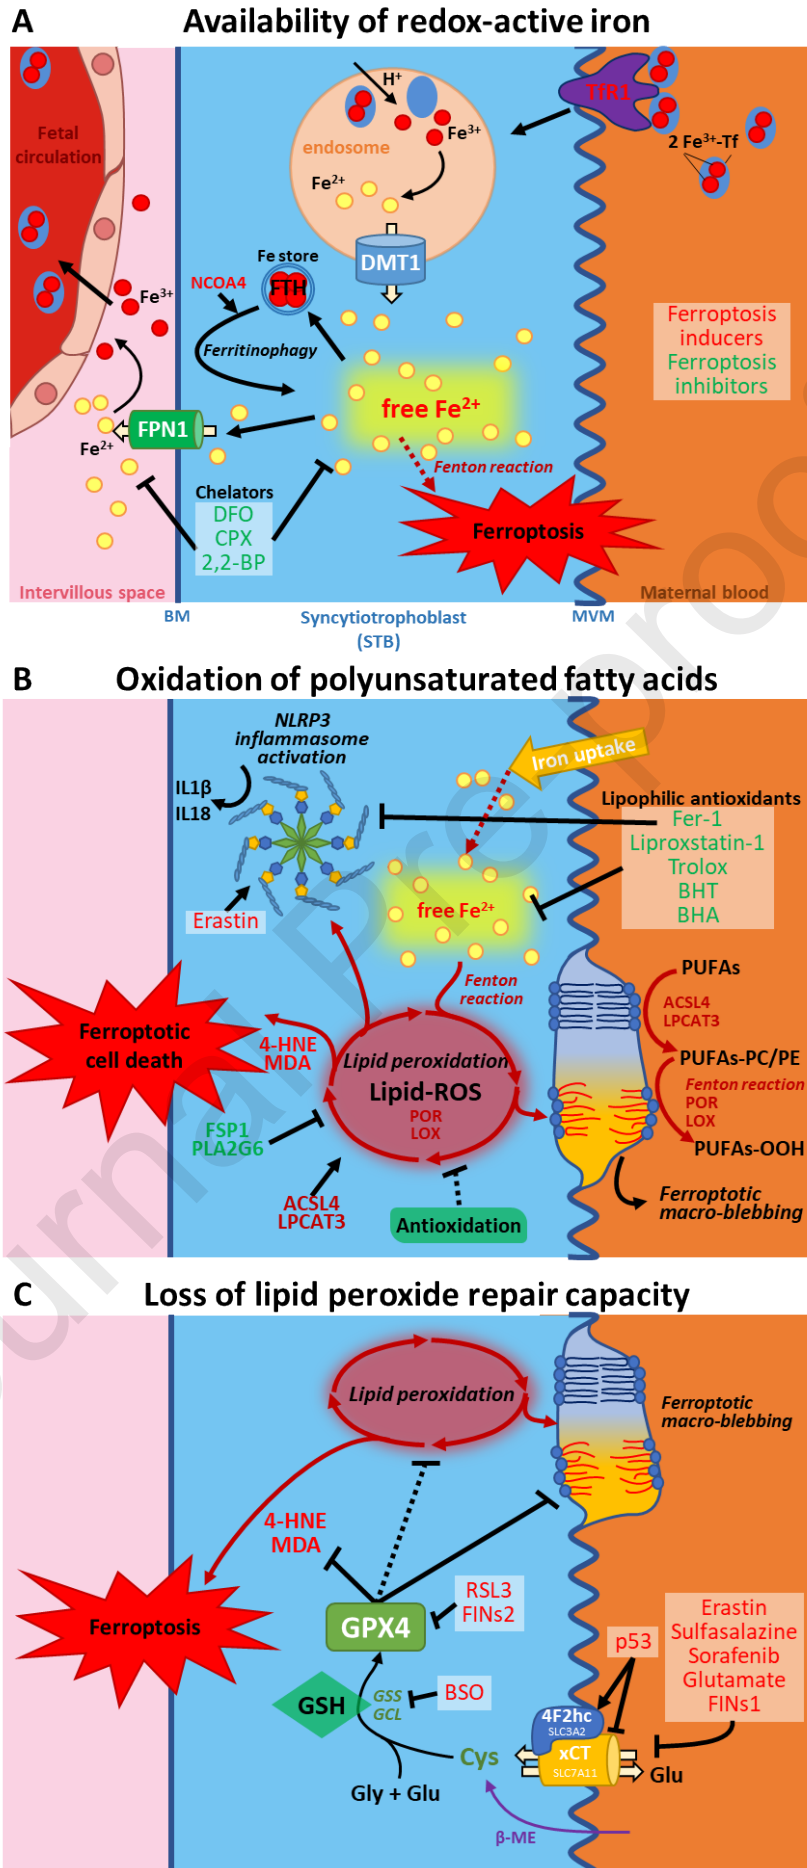 A Availability of redox-active iron
H+
TfR1
Fetal
circulation
endosome
Fe3+
2 Fe3+-Tf
Fe2+
DMT1
Fe store
NCOA4
FTH
Fe3+
Ferritinophagy
Ferroptosis
inducers
Ferroptosis
inhibitors
free Fe2+
FPN1
Fe2+
Fenton reaction
Chelators
DFO
CPX
2,2-BP
Ferroptosis
Intervillous space
Maternal blood
BM
Syncytiotrophoblast
(STB)
MVM
B Oxidation of polyunsaturated fatty acids
NLRP3
inflammasome
activation
Iron uptake
IL1β
IL18
Lipophilic antioxidants
Fer-1
Liproxstatin-1
Trolox
BHT
BHA
Erastin
free Fe2+
Fenton
reaction
PUFAs
ACSL4
LPCAT3
Ferroptotic
cell death
4-HNE
MDA
Lipid peroxidation
Lipid-ROS
POR
LOX
PUFAs-PC/PE
Fenton reaction
POR
LOX
PUFAs-OOH
FSP1
PLA2G6
ACSL4
LPCAT3
Antioxidation
Ferroptotic
macro-blebbing
C Loss of lipid peroxide repair capacity
Lipid peroxidation
Ferroptotic
macro-blebbing
4-HNE
MDA
Ferroptosis
GPX4
RSL3
FINs2
p53
Erastin
Sulfasalazine
Sorafenib
Glutamate
FINs1
GSH
GSS
GCL
BSO
4F2hc
SLC3A2
xCT
SLC7A11
Cys
Glu
Gly + Glu
β-ME
Journal Pre-proo